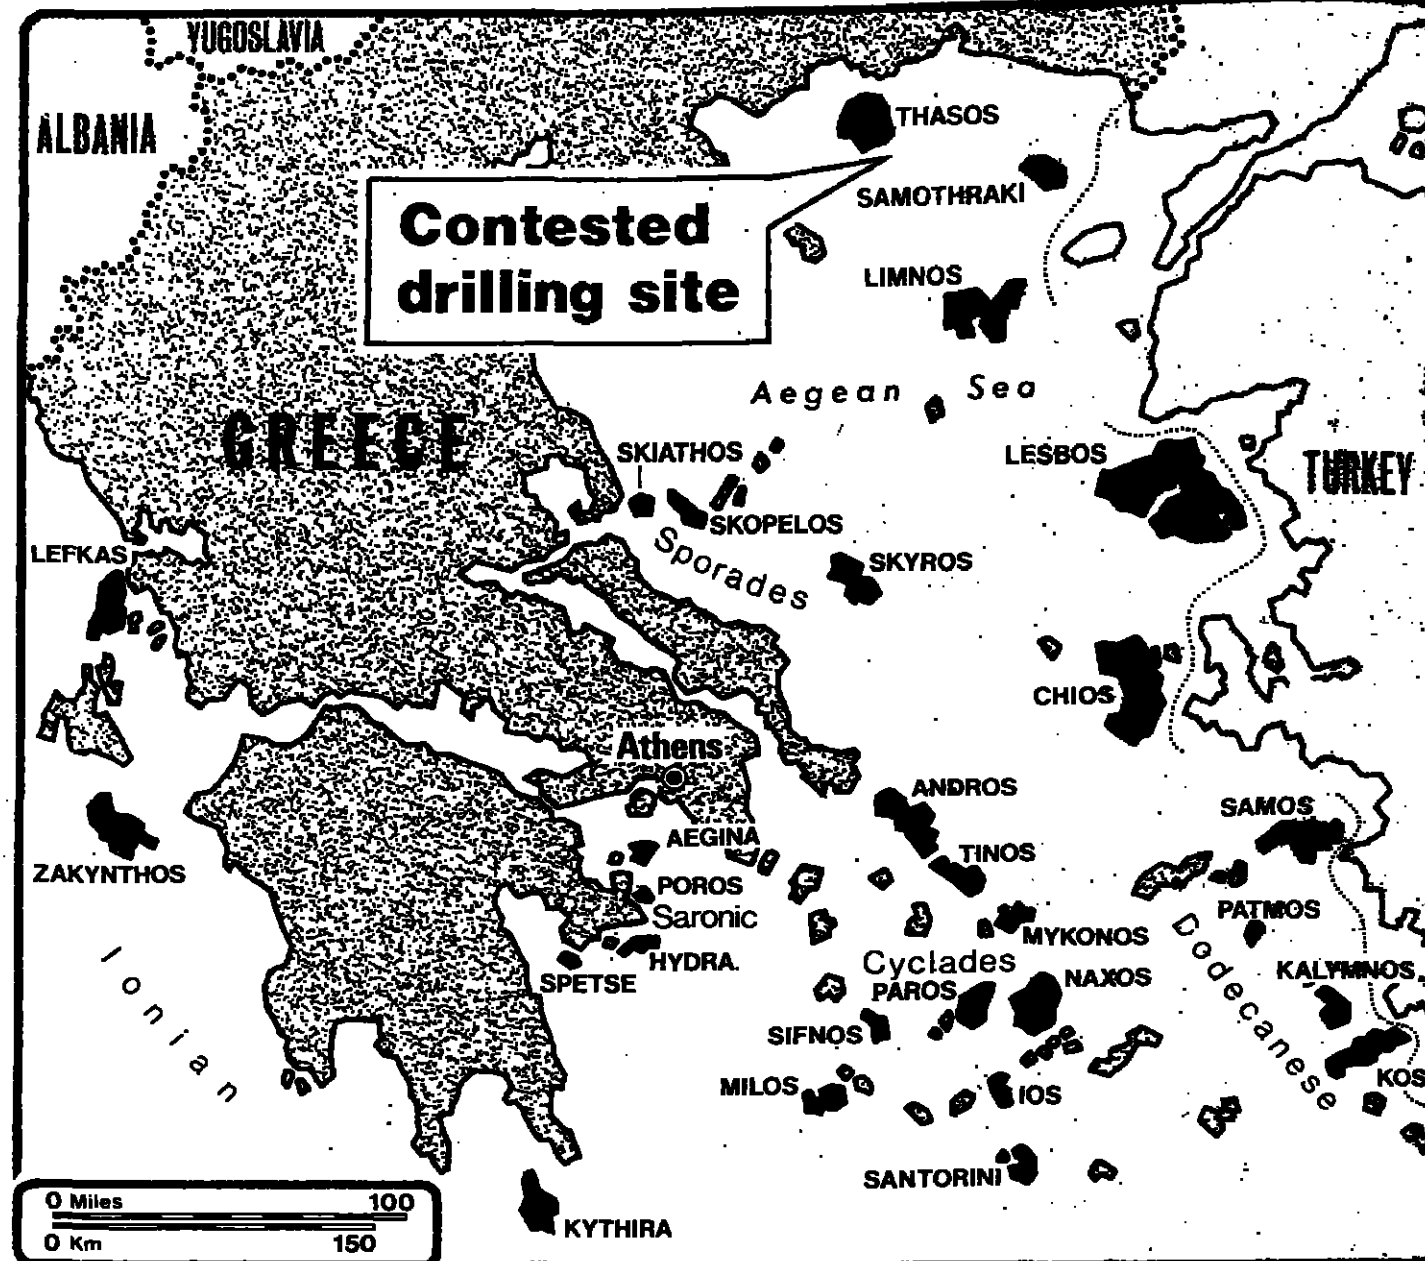 YUGOSLAVIA
ALBANIA
THASOS
SAMOTHRAKI
Contested
drilling site
LIMNOS
Aegean Sea
GREECE
SKIATHOS
LESBOS
TURKEY
SKOPELOS
LEFKAS
Sporades
SKYROS
CHIOS
Athens
ANDROS
SAMOS
AEGINA
TINOS
ZAKYNTHOS
POROS
Saronic
PATMOS
MYKONOS
HYDRA.
Cyclades
KALYMNOS
SPETSE
PAROS
NAXOS
Ionian
Dodecanese
SIFNOS
MILOS
IOS
KOS
SANTORINI
0 Miles 100
0 Km 150
KYTHIRA